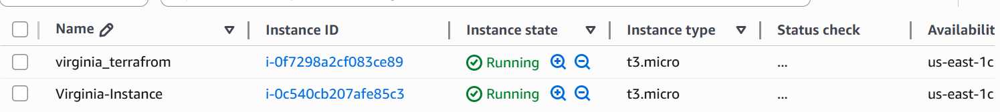 Name Instance ID Instance state Instance type Status check Availabilit
virginia_terrafrom i-0f7298a2cf083ce89 Running t3.micro ... us-east-1c
Virginia-Instance i-0c540cb207afe85c3 Running t3.micro ... us-east-1c